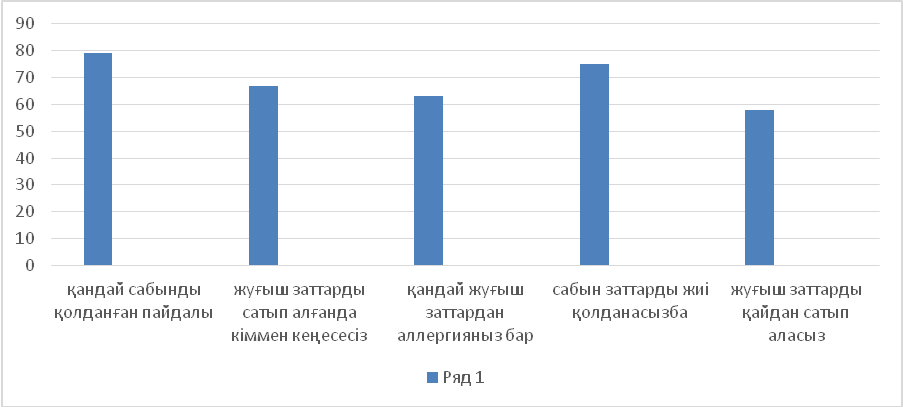 90
80
70
60
50
40
30
20
10
0
қандай сабынды
қолданған пайдалы
жуғыш заттарды
сатып алғанда
кіммен кеңесесіз
қандай жуғыш
заттардан
аллергияныз бар
сабын заттарды жиі
қолданасызба
жуғыш заттарды
қайдан сатып
аласыз
Ряд 1